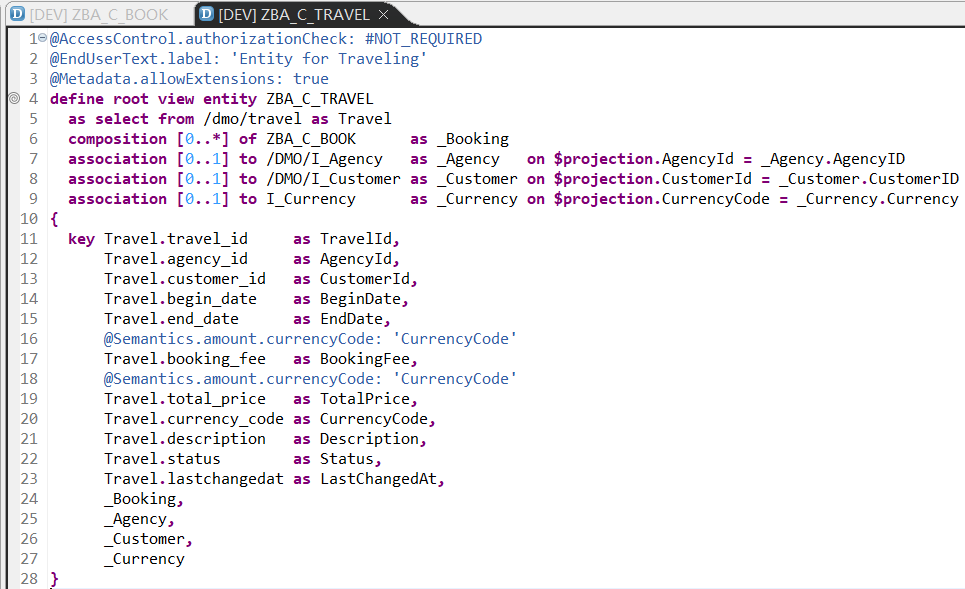 [DEV] ZBA_C_BOOK [DEV] ZBA_C_TRAVEL
1 @AccessControl.authorizationCheck: #NOT_REQUIRED
2 @EndUserText.label: 'Entity for Traveling'
3 @Metadata.allowExtensions: true
4 define root view entity ZBA_C_TRAVEL
5   as select from /dmo/travel as Travel
6   composition [0..*] of ZBA_C_BOOK      as _Booking
7   association [0..1] to /DMO/I_Agency   as _Agency   on $projection.AgencyId = _Agency.AgencyID
8   association [0..1] to /DMO/I_Customer as _Customer on $projection.CustomerId = _Customer.CustomerID
9   association [0..1] to I_Currency      as _Currency on $projection.CurrencyCode = _Currency.Currency
10 {
11   key Travel.travel_id     as TravelId,
12       Travel.agency_id     as AgencyId,
13       Travel.customer_id   as CustomerId,
14       Travel.begin_date    as BeginDate,
15       Travel.end_date      as EndDate,
16       @Semantics.amount.currencyCode: 'CurrencyCode'
17       Travel.booking_fee   as BookingFee,
18       @Semantics.amount.currencyCode: 'CurrencyCode'
19       Travel.total_price   as TotalPrice,
20       Travel.currency_code as CurrencyCode,
21       Travel.description   as Description,
22       Travel.status        as Status,
23       Travel.lastchangedat as LastChangedAt,
24       _Booking,
25       _Agency,
26       _Customer,
27       _Currency
28 }